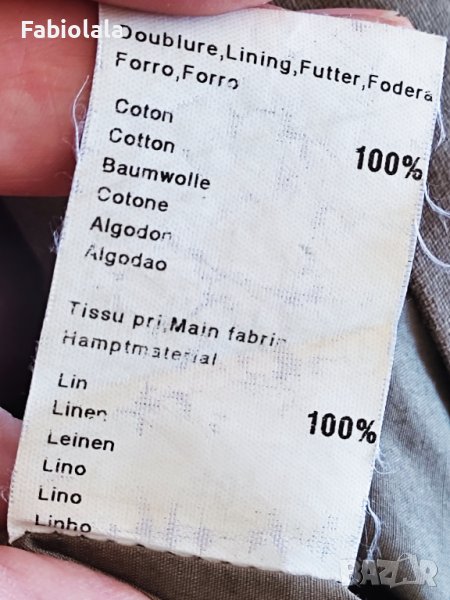 Fabiolala
Doublure,Lining,Futter,Fodera
Forro,Forro
Coton
Cotton
100%
Baumwolle
Cotone
Algodon
Algodao
Tissu pri,Main fabric
Hamptmaterial
Lin
Linen
100%
Leinen
Lino
Lino
Linho
BAZAR